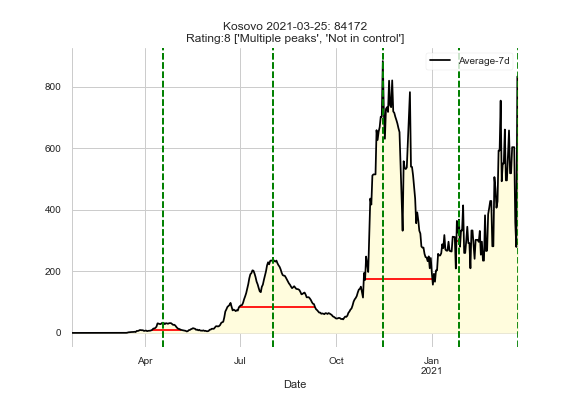 Kosovo 2021-03-25: 84172
Rating:8 ['Multiple peaks', 'Not in control']
Average-7d
800
600
400
200
0
Apr
Jul
Oct
Jan
2021
Date